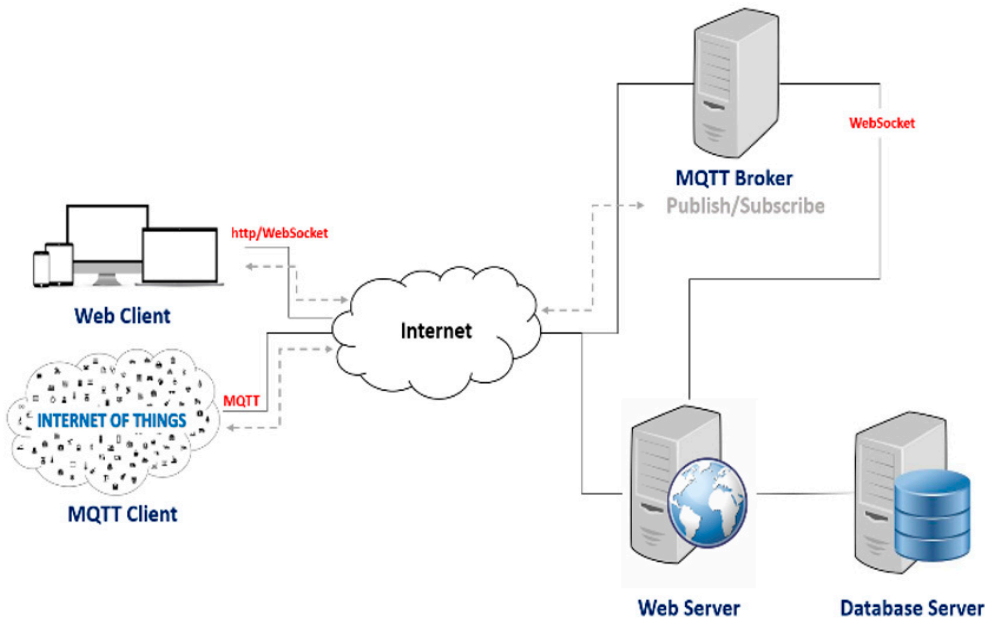 MQTT Broker
Publish/Subscribe
WebSocket
http/WebSocket
Web Client
Internet
INTERNET OF THINGS
MQTT
MQTT Client
Web Server
Database Server